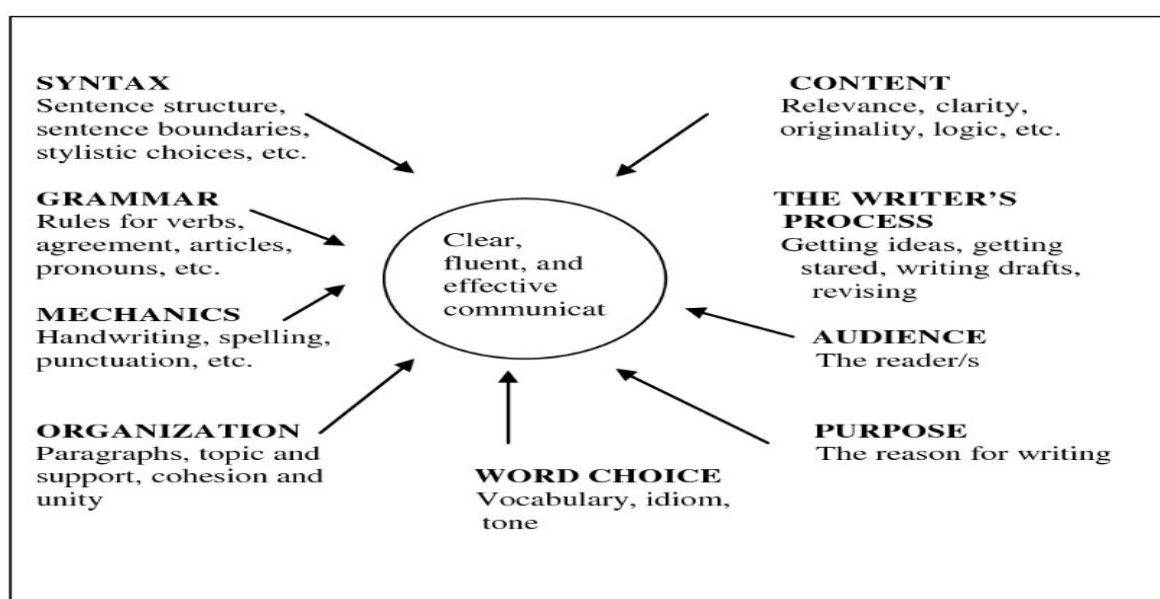 SYNTAX
Sentence structure,
sentence boundaries,
stylistic choices, etc.
GRAMMAR
Rules for verbs,
agreement, articles,
pronouns, etc.
MECHANICS
Handwriting, spelling,
punctuation, etc.
ORGANIZATION
Paragraphs, topic and
support, cohesion and
unity
Clear,
fluent, and
effective
communicat
WORD CHOICE
Vocabulary, idiom,
tone
CONTENT
Relevance, clarity,
originality, logic, etc.
THE WRITER'S
PROCESS
Getting ideas, getting
stared, writing drafts,
revising
AUDIENCE
The reader/s
PURPOSE
The reason for writing